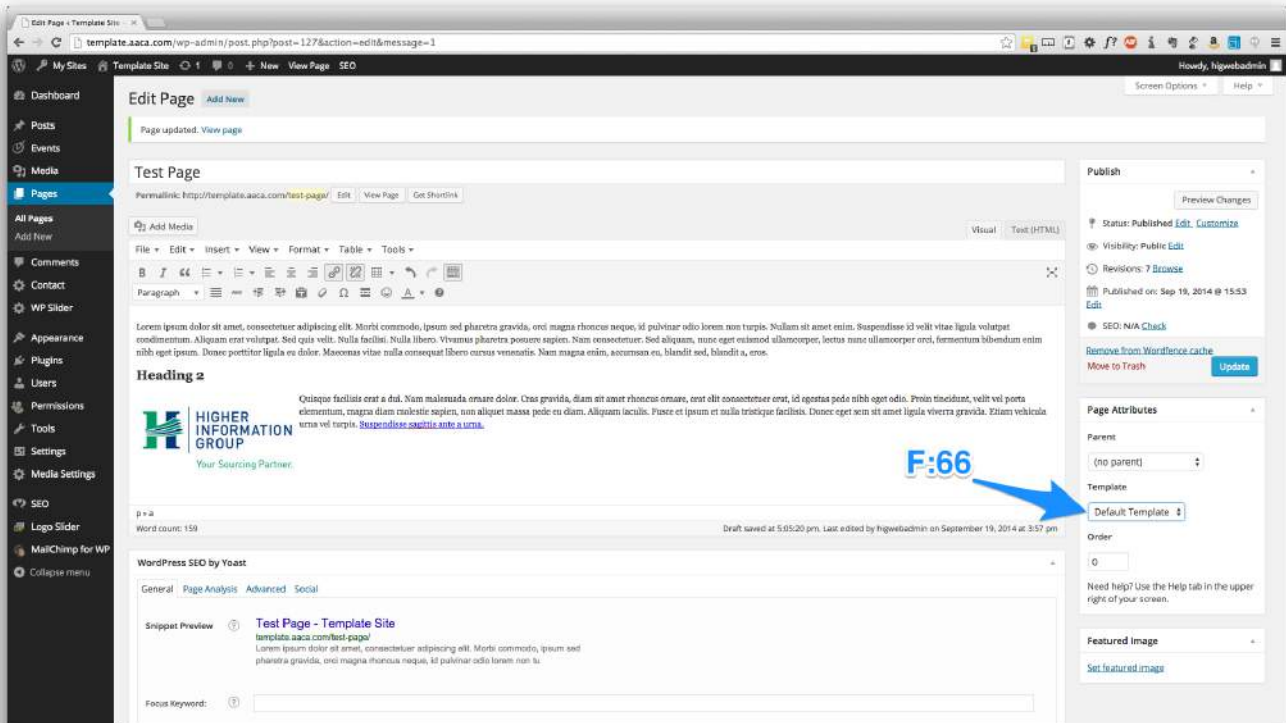 Edit Page ‹ Template Site -
template.aaca.com/wp-admin/post.php?post=127&action=edit&message=1
My Sites Template Site 1 0 + New View Page SEO Howdy, higwebadmin
Screen Options Help
Dashboard
Posts
Events
Media
Pages
All Pages
Add New
Comments
Contact
WP Slider
Appearance
Plugins
Users
Permissions
Tools
Settings
Media Settings
SEO
Logo Slider
MailChimp for WP
Collapse menu
Edit Page Add New
Page updated. View page
Test Page
Permalink: http://template.aaca.com/test-page/ Edit View Page Get Shortlink
Add Media Visual Text (HTML)
File Edit Insert View Format Table Tools
Paragraph
Lorem ipsum dolor sit amet, consectetuer adipiscing elit. Morbi commodo, ipsum sed pharetra gravida, orci magna rhoncus neque, id pulvinar odio lorem non turpis. Nullam sit amet enim. Suspendisse id velit vitae ligula volutpat
condimentum. Aliquam erat volutpat. Sed quis velit. Nulla facilisi. Nulla libero. Vivamus pharetra posuere sapien. Nam consectetuer. Sed aliquam, nunc eget euismod ullamcorper, lectus nunc ullamcorper orci, fermentum bibendum enim
nibh eget ipsum. Donec porttitor ligula eu dolor. Maecenas vitae nulla consequat libero cursus venenatis. Nam magna enim, accumsan eu, blandit sed, blandit a, eros.
Heading 2
Quisque facilisis erat a dui. Nam malesuada ornare dolor. Cras gravida, diam sit amet rhoncus ornare, erat elit consectetuer erat, id egestas pede nibh eget odio. Proin tincidunt, velit vel porta
elementum, magna diam molestie sapien, non aliquet massa pede eu diam. Aliquam iaculis. Fusce et ipsum et nulla tristique facilisis. Donec eget sem sit amet ligula viverra gravida. Etiam vehicula
urna vel turpis. Suspendisse sagittis ante a urna.
HIGHER
INFORMATION
GROUP
Your Sourcing Partner.
F:66
p » a
Word count: 159 Draft saved at 5:05:20 pm. Last edited by higwebadmin on September 19, 2014 at 3:57 pm
WordPress SEO by Yoast
General Page Analysis Advanced Social
Snippet Preview
Test Page - Template Site
template.aaca.com/test-page/
Lorem ipsum dolor sit amet, consectetuer adipiscing elit. Morbi commodo, ipsum sed
pharetra gravida, orci magna rhoncus neque, id pulvinar odio lorem non tu
Focus Keyword:
Publish
Preview Changes
Status: Published Edit Customize
Visibility: Public Edit
Revisions: 7 Browse
Published on: Sep 19, 2014 @ 15:53
Edit
SEO: N/A Check
Remove from Wordfence cache
Move to Trash Update
Page Attributes
Parent
(no parent)
Template
Default Template
Order
0
Need help? Use the Help tab in the upper
right of your screen.
Featured Image
Set featured image